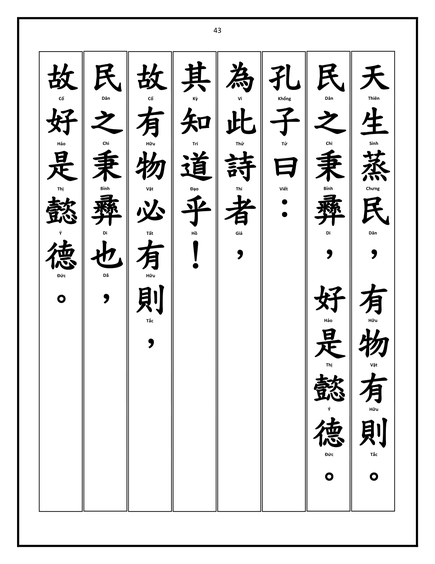 43
天生蒸民，有物有則。
Thiên Sinh Chưng Dân Hữu Vật Hữu Tắc
民之秉彝，好是懿德。
Dân Chi Bỉnh Di Hảo Thị Ý Đức
孔子曰：
Khổng Tử Viết
為此詩者，
Vi Thử Thi Giả
其知道乎！
Kỳ Tri Đạo Hồ
故有物必有則，
Cố Hữu Vật Tất Hữu Tắc
民之秉彝也，
Dân Chi Bỉnh Di Dã
故好是懿德。
Cố Hảo Thị Ý Đức